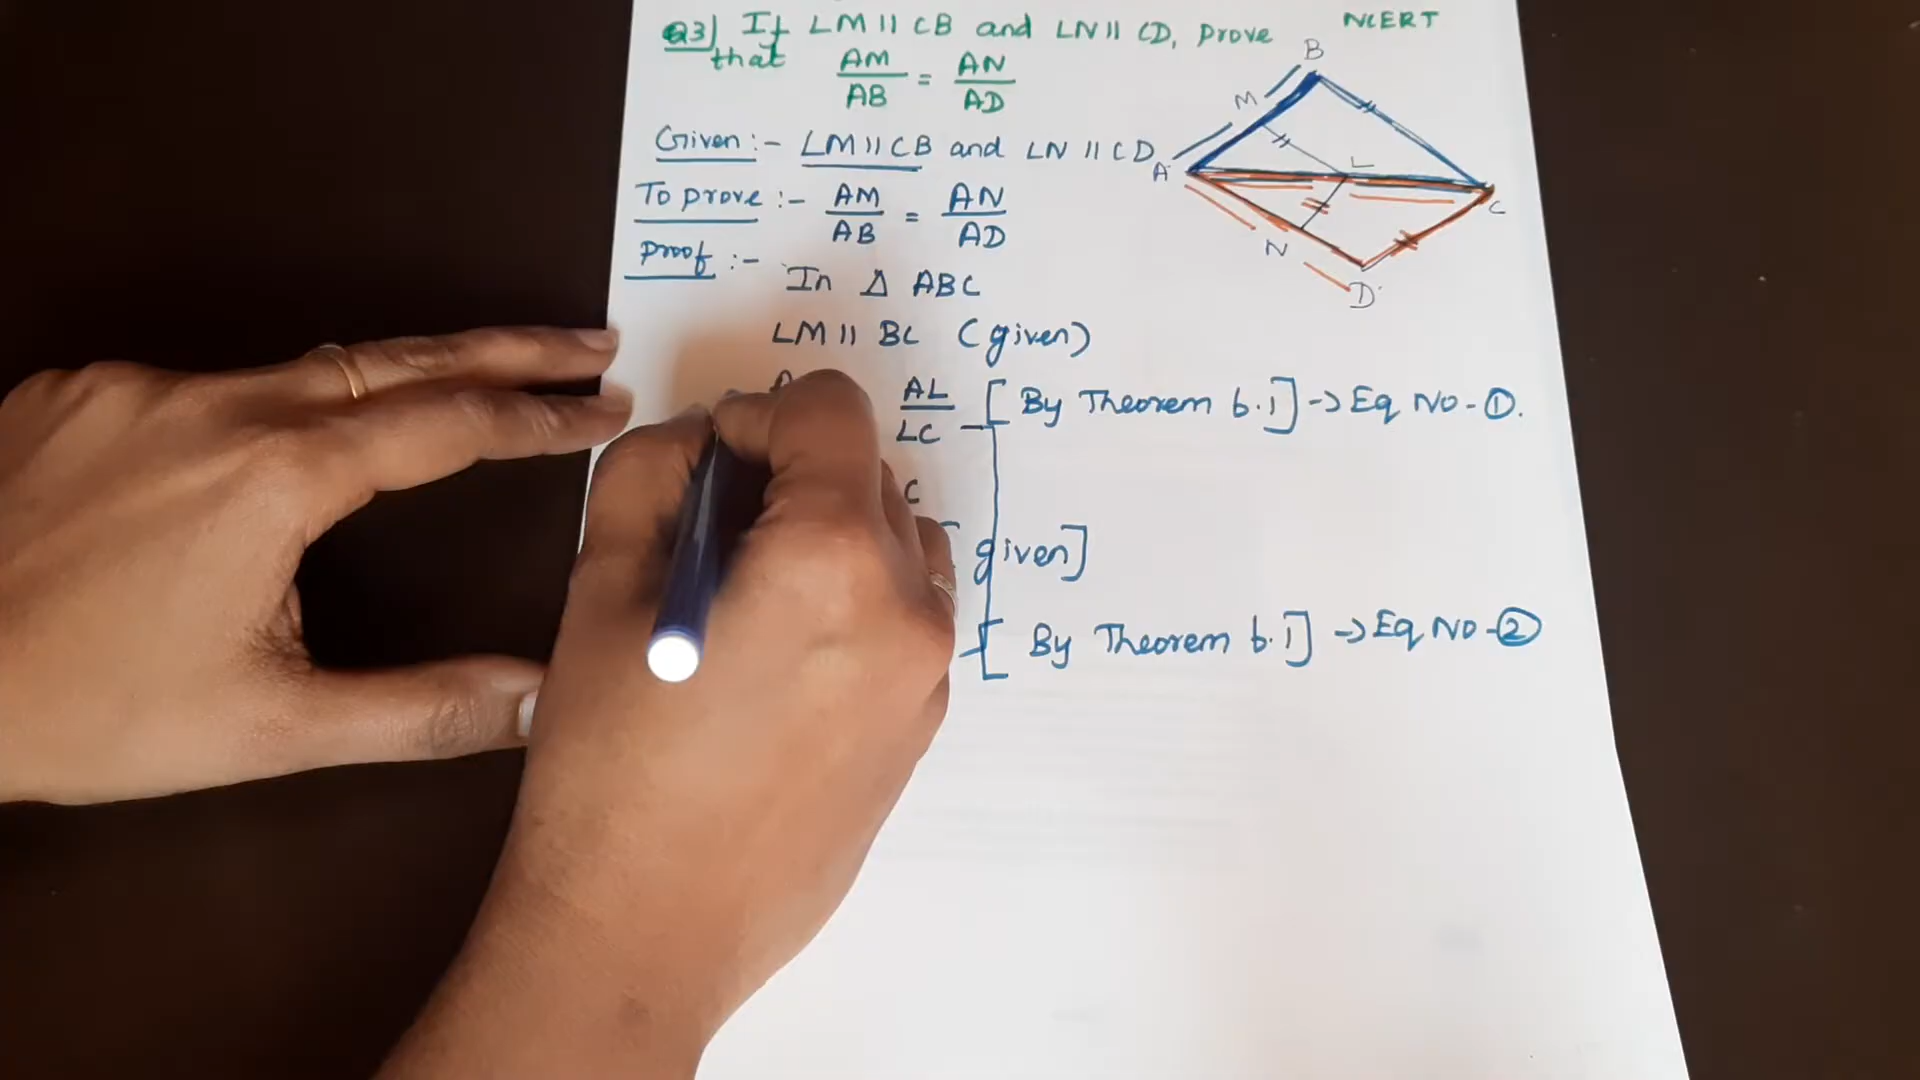 Q3) If LM || CB and LN || CD, prove
that AM/AB = AN/AD
NCERT
Given :- LM || CB and LN || CD
To prove :- AM/AB = AN/AD
Proof :-
In Δ ABC
LM || BC (given)
AL/LC [By Theorem 6.1] -> Eq No - ①.
C
[given]
[By Theorem 6.1] -> Eq No - ②
B
M
A
L
C
N
D